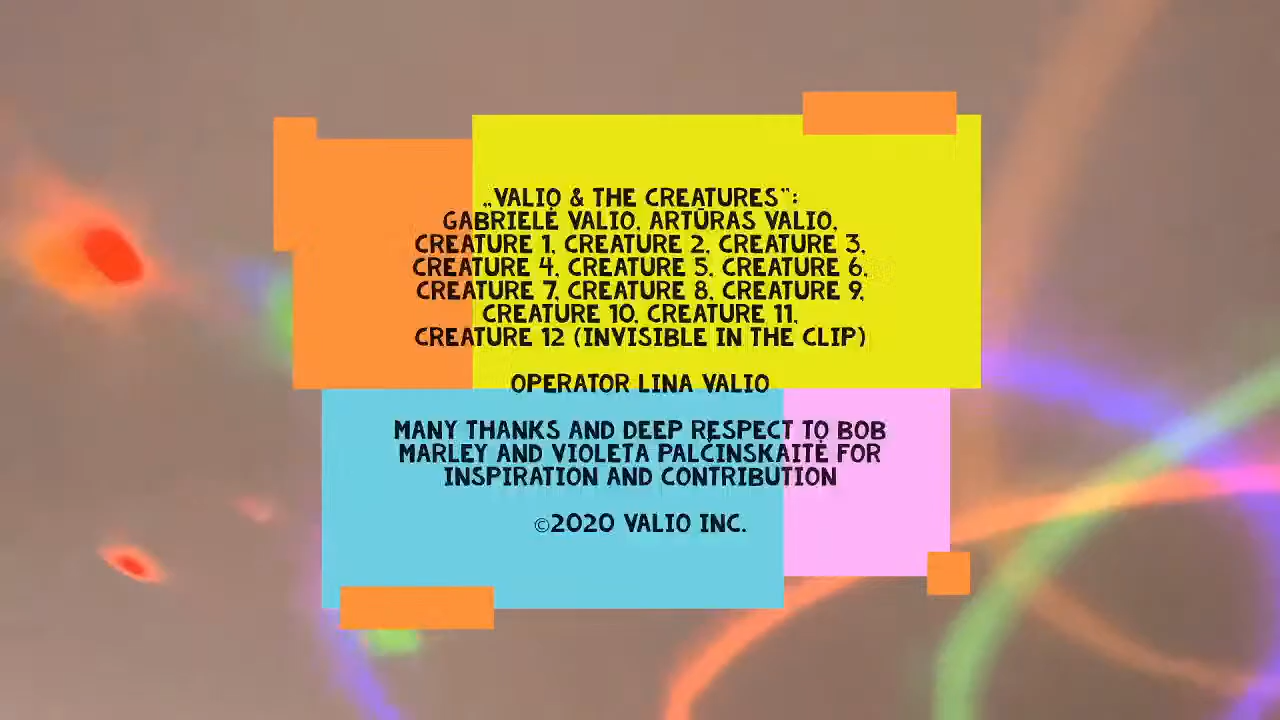 „VALIO & THE CREATURES”:
GABRIELĖ VALIO, ARTŪRAS VALIO,
CREATURE 1, CREATURE 2, CREATURE 3,
CREATURE 4, CREATURE 5, CREATURE 6,
CREATURE 7, CREATURE 8, CREATURE 9,
CREATURE 10, CREATURE 11,
CREATURE 12 (INVISIBLE IN THE CLIP)
OPERATOR LINA VALIO
MANY THANKS AND DEEP RESPECT TO BOB
MARLEY AND VIOLETA PALČINSKAITĖ FOR
INSPIRATION AND CONTRIBUTION
©2020 VALIO INC.